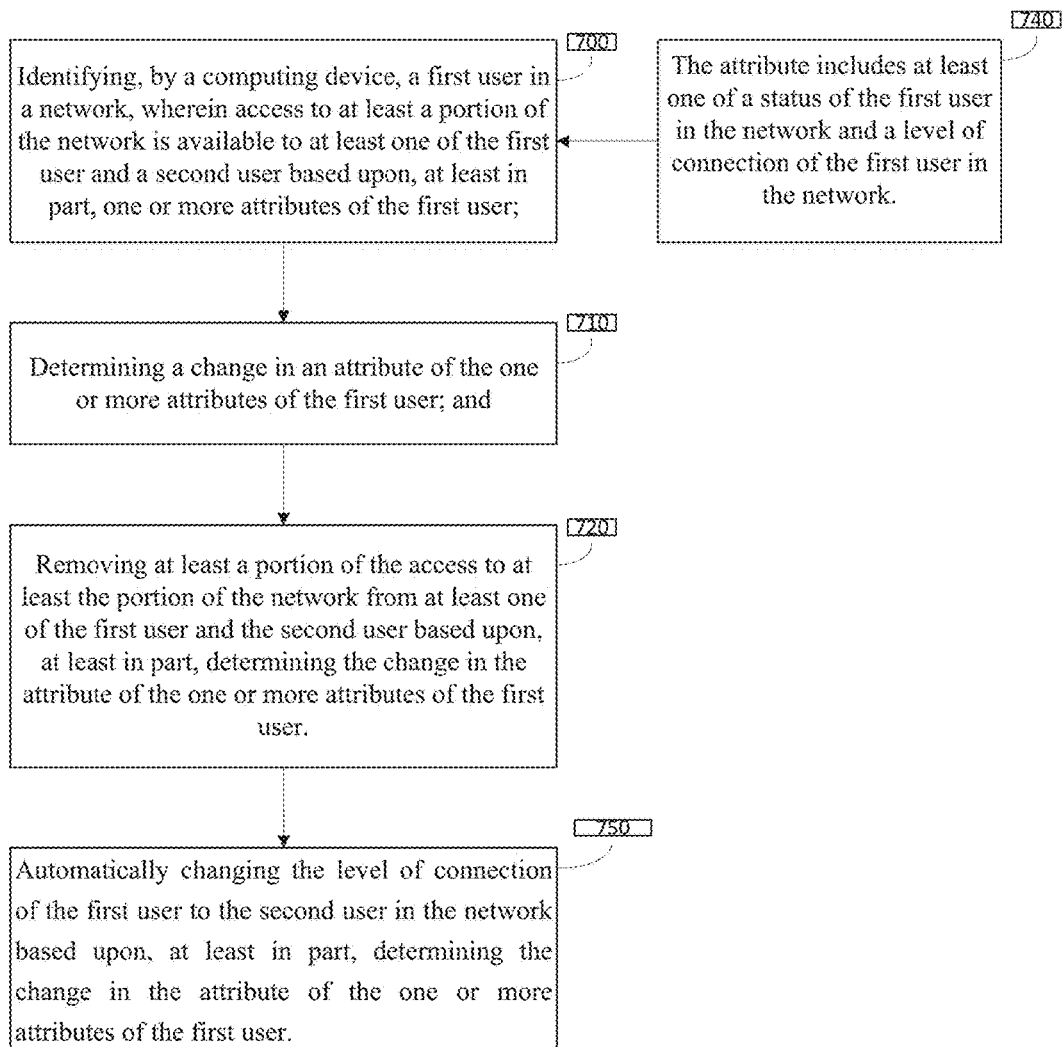 700
Identifying, by a computing device, a first user in
a network, wherein access to at least a portion of
the network is available to at least one of the first
user and a second user based upon, at least in
part, one or more attributes of the first user;
740
The attribute includes at least
one of a status of the first user
in the network and a level of
connection of the first user in
the network.
710
Determining a change in an attribute of the one
or more attributes of the first user; and
720
Removing at least a portion of the access to at
least the portion of the network from at least one
of the first user and the second user based upon,
at least in part, determining the change in the
attribute of the one or more attributes of the first
user.
750
Automatically changing the level of connection
of the first user to the second user in the network
based upon, at least in part, determining the
change in the attribute of the one or more
attributes of the first user.